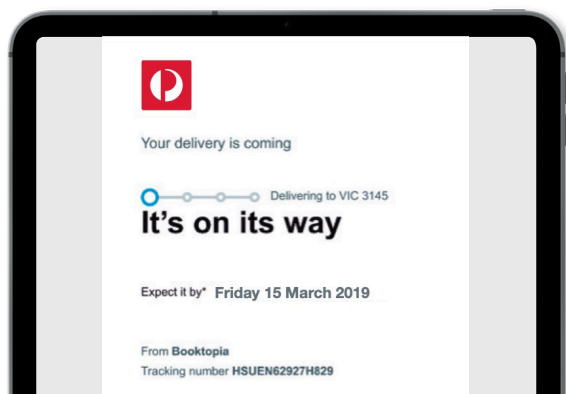 Your delivery is coming
Delivering to VIC 3145
It's on its way
Expect it by* Friday 15 March 2019
From Booktopia
Tracking number HSUEN62927H829